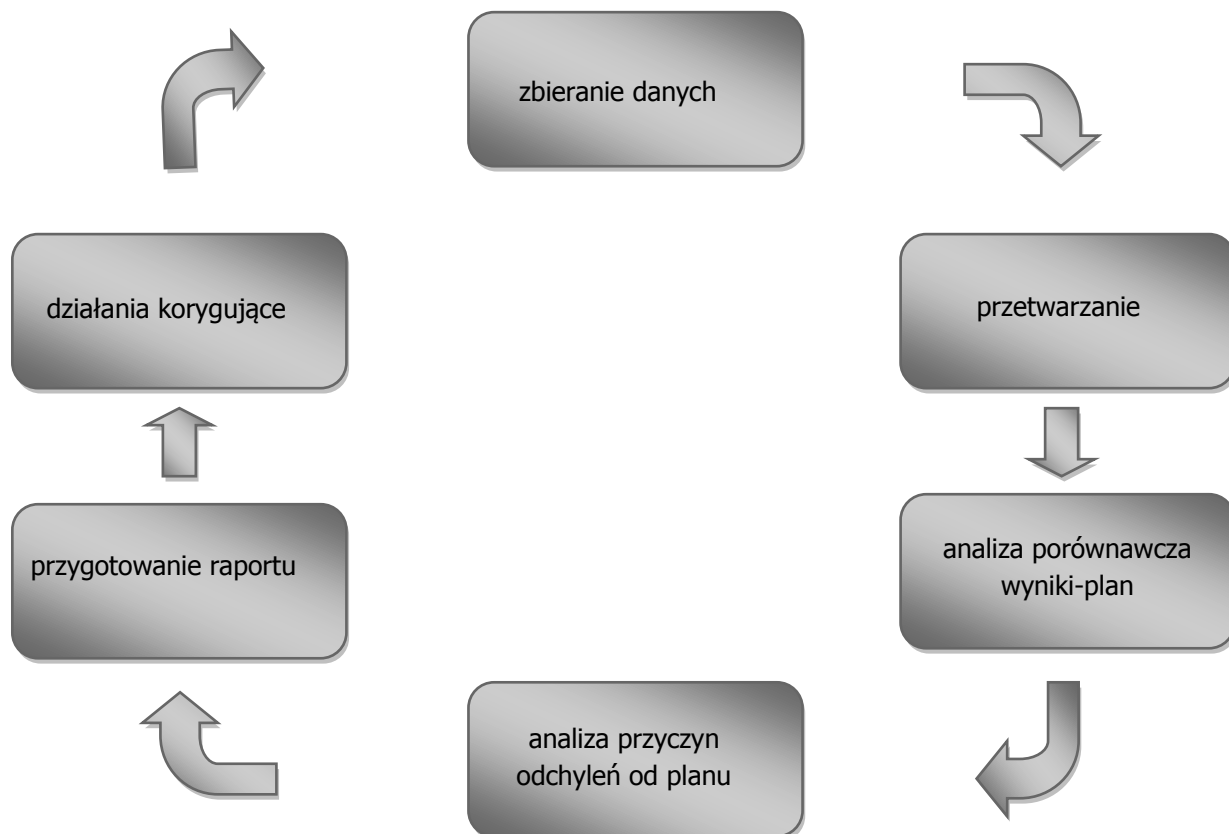 zbieranie danych
przetwarzanie
analiza porównawcza
wyniki-plan
analiza przyczyn
odchyleń od planu
przygotowanie raportu
działania korygujące